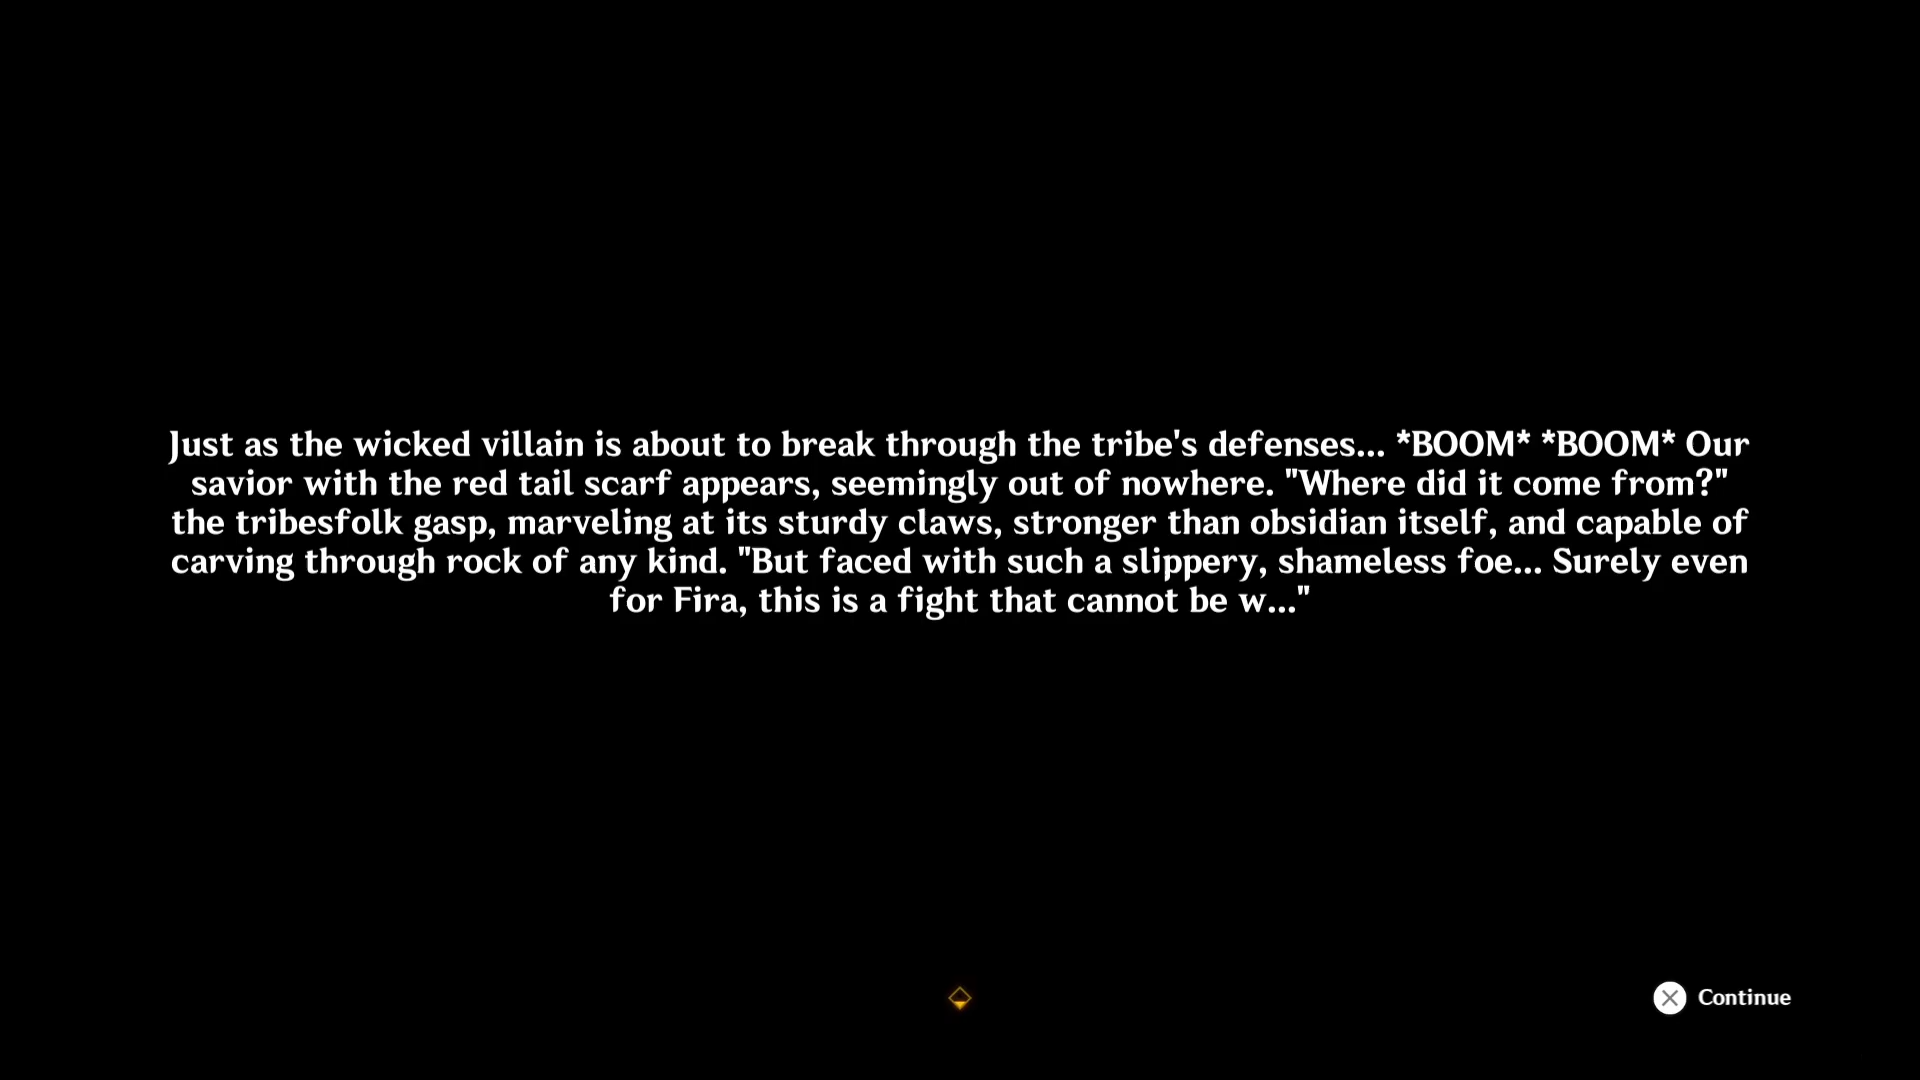 Just as the wicked villain is about to break through the tribe's defenses... *BOOM* *BOOM* Our
savior with the red tail scarf appears, seemingly out of nowhere. "Where did it come from?"
the tribesfolk gasp, marveling at its sturdy claws, stronger than obsidian itself, and capable of
carving through rock of any kind. "But faced with such a slippery, shameless foe... Surely even
for Fira, this is a fight that cannot be w..."
Continue